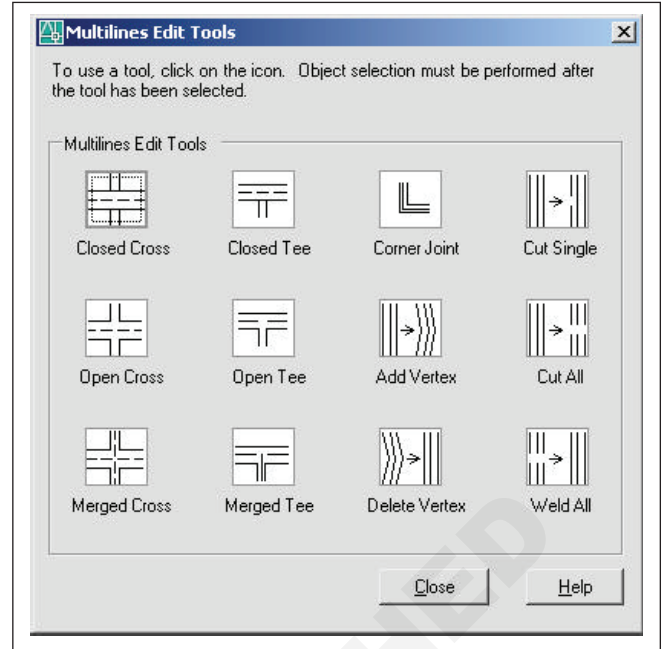 Multilines Edit Tools
To use a tool, click on the icon. Object selection must be performed after
the tool has been selected.
Multilines Edit Tools
Closed Cross Closed Tee Corner Joint Cut Single
Open Cross Open Tee Add Vertex Cut All
Merged Cross Merged Tee Delete Vertex Weld All
Close Help
HED